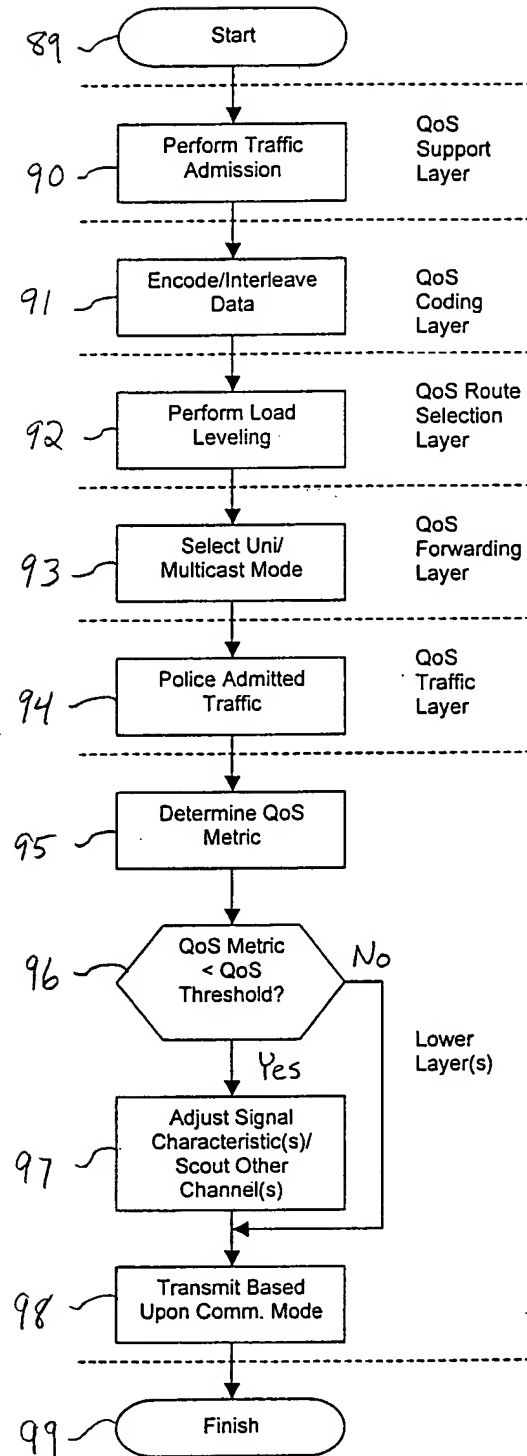 89
Start
90
Perform Traffic
Admission
QoS
Support
Layer
91
Encode/Interleave
Data
QoS
Coding
Layer
92
Perform Load
Leveling
QoS Route
Selection
Layer
93
Select Uni/
Multicast Mode
QoS
Forwarding
Layer
94
Police Admitted
Traffic
QoS
Traffic
Layer
95
Determine QoS
Metric
96
QoS Metric
< QoS
Threshold?
No
Yes
Lower
Layer(s)
97
Adjust Signal
Characteristic(s)/
Scout Other
Channel(s)
98
Transmit Based
Upon Comm. Mode
99
Finish